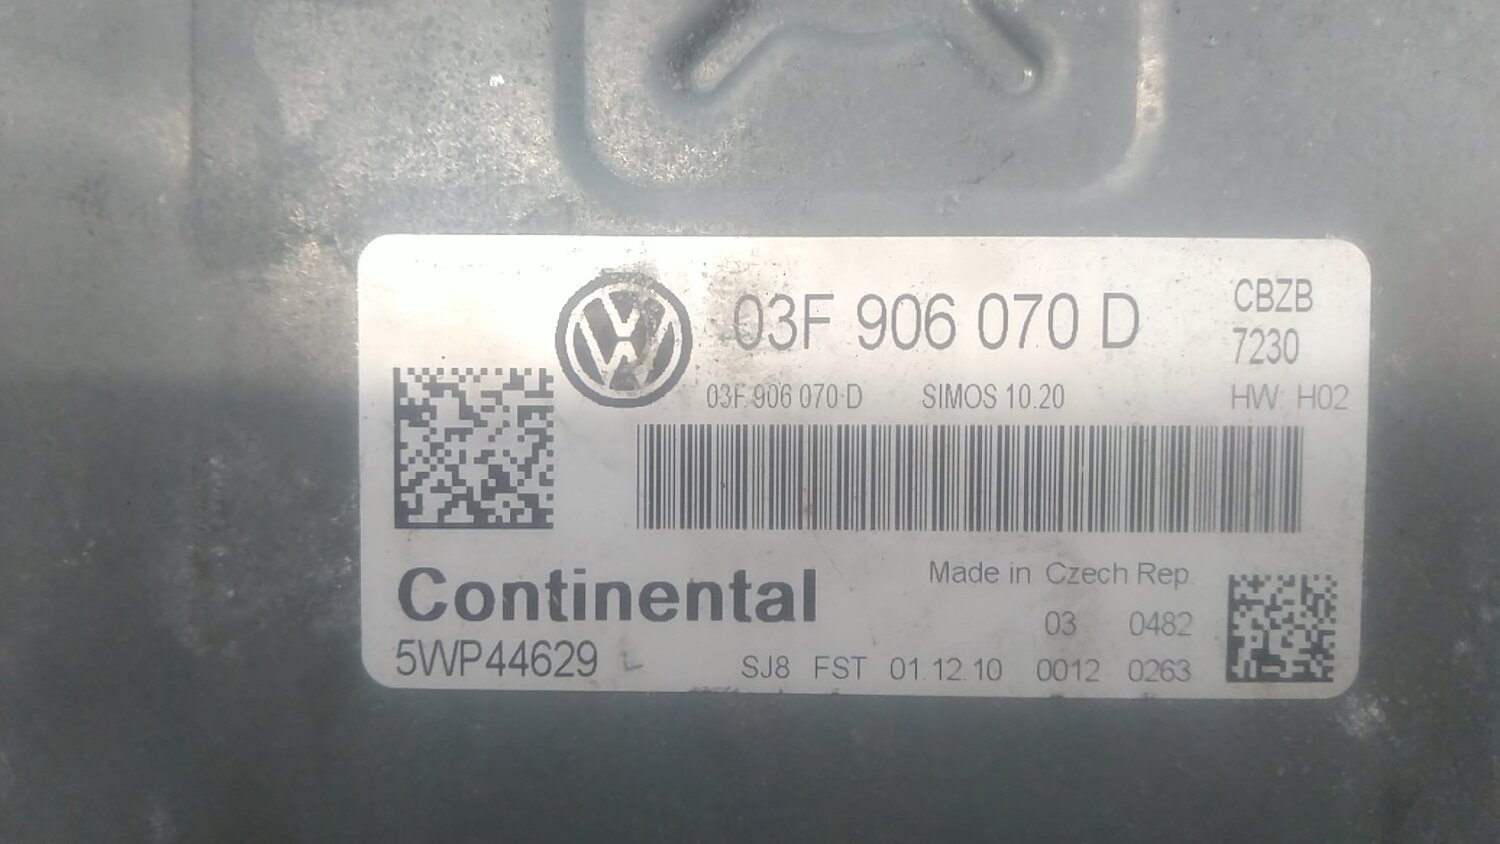 03F 906 070 D
CBZB
7230
03F 906 070 D SIMOS 10.20 HW H02
Continental
Made in Czech Rep.
03 0482
5WP44629 L
SJ8 FST 01.12.10 0012 0263